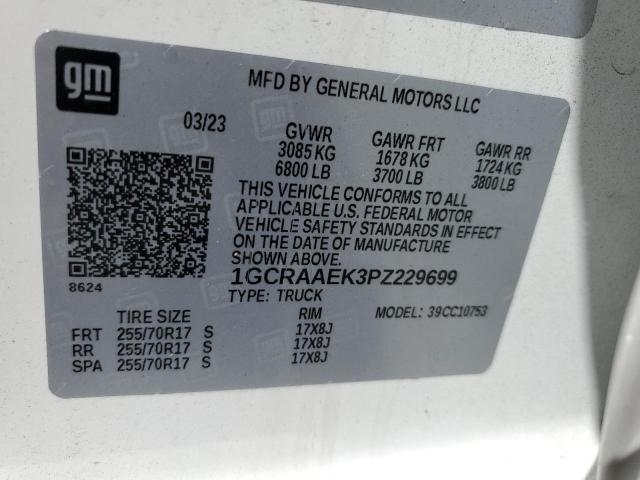 gm
MFD BY GENERAL MOTORS LLC
03/23 GVWR GAWR FRT GAWR RR
3085 KG 1678 KG 1724 KG
6800 LB 3700 LB 3800 LB
THIS VEHICLE CONFORMS TO ALL
APPLICABLE U.S. FEDERAL MOTOR
VEHICLE SAFETY STANDARDS IN EFFECT
ON THE DATE OF MANUFACTURE
SHOWN ABOVE.
8624
1GCRAAEK3PZ229699
TYPE: TRUCK MODEL: 39CC10753
TIRE SIZE RIM
FRT 255/70R17 S 17X8J
RR 255/70R17 S 17X8J
SPA 255/70R17 S 17X8J